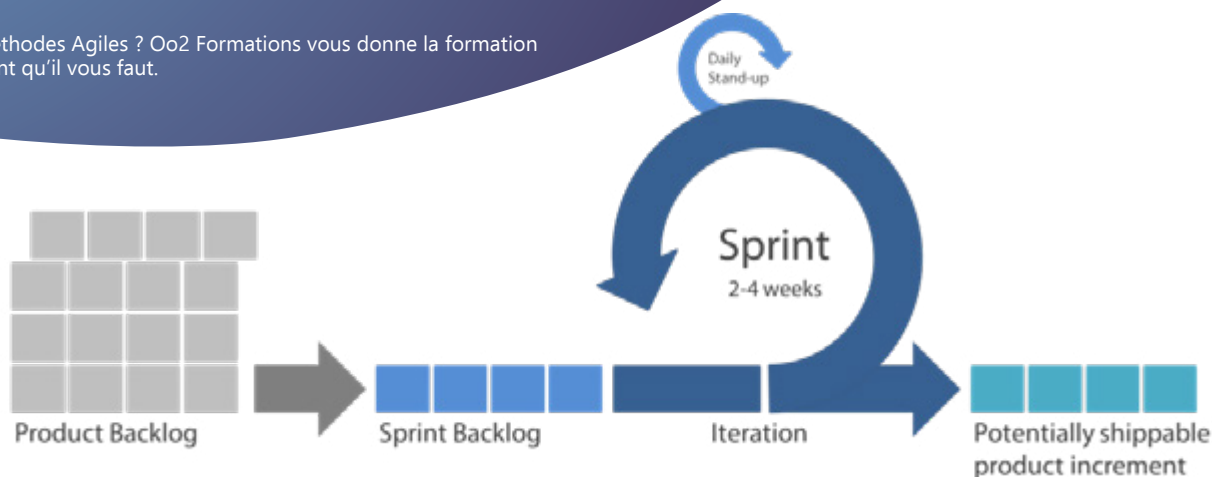 thodes Agiles ? Oo2 Formations vous donne la formation
nt qu'il vous faut.
Daily
Stand-up
Sprint
2-4 weeks
Product Backlog
Sprint Backlog
Iteration
Potentially shippable
product increment